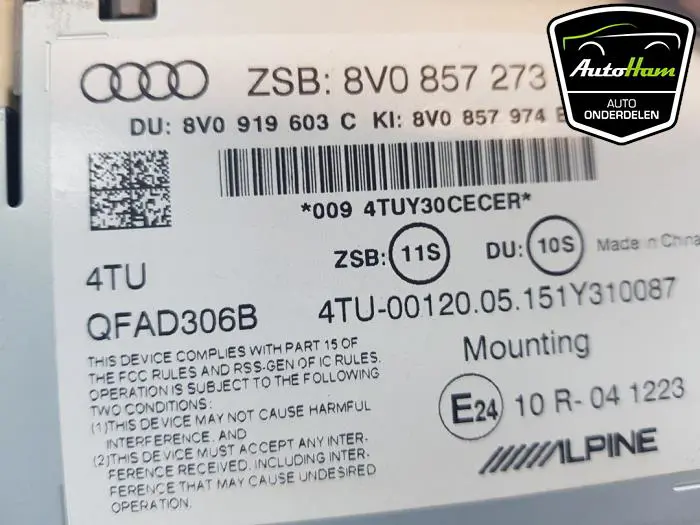 AutoHam
AUTO
ONDERDELEN
ZSB: 8V0 857 273
DU: 8V0 919 603 C KI: 8V0 857 974
*009 4TUY30CECER*
ZSB: 11S DU: 10S Made in China
4TU
QFAD306B 4TU-00120.05.151Y310087
THIS DEVICE COMPLIES WITH PART 15 OF
THE FCC RULES AND RSS-GEN OF IC RULES.
OPERATION IS SUBJECT TO THE FOLLOWING
TWO CONDITIONS:
(1)THIS DEVICE MAY NOT CAUSE HARMFUL
INTERFERENCE, AND
(2)THIS DEVICE MUST ACCEPT ANY INTER-
FERENCE RECEIVED, INCLUDING INTER-
FERENCE THAT MAY CAUSE UNDESIRED
OPERATION.
Mounting
E24 10 R-04 1223
ALPINE